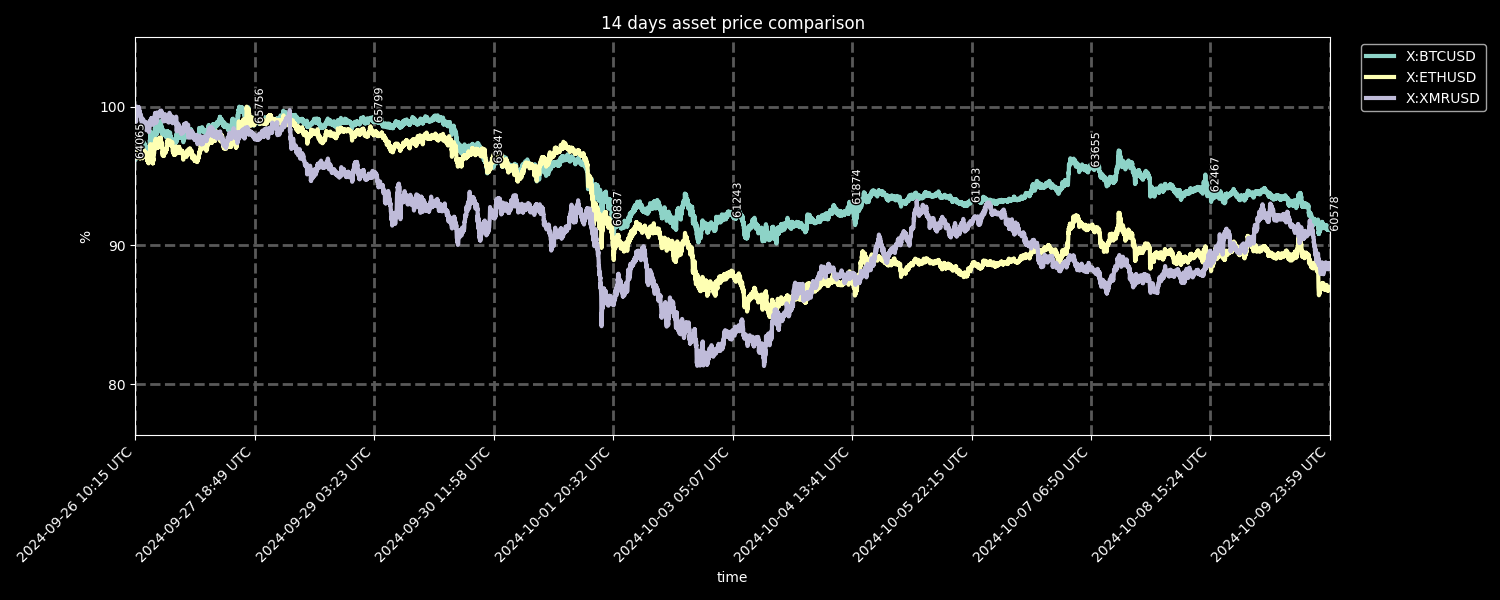 14 days asset price comparison
X:BTCUSD
X:ETHUSD
X:XMRUSD
100
90
80
%
64065
65756
65799
63847
60837
61243
61874
61953
63655
62467
60578
2024-09-26 10:15 UTC
2024-09-27 18:49 UTC
2024-09-29 03:23 UTC
2024-09-30 11:58 UTC
2024-10-01 20:32 UTC
2024-10-03 05:07 UTC
2024-10-04 13:41 UTC
2024-10-05 22:15 UTC
2024-10-07 06:50 UTC
2024-10-08 15:24 UTC
2024-10-09 23:59 UTC
time